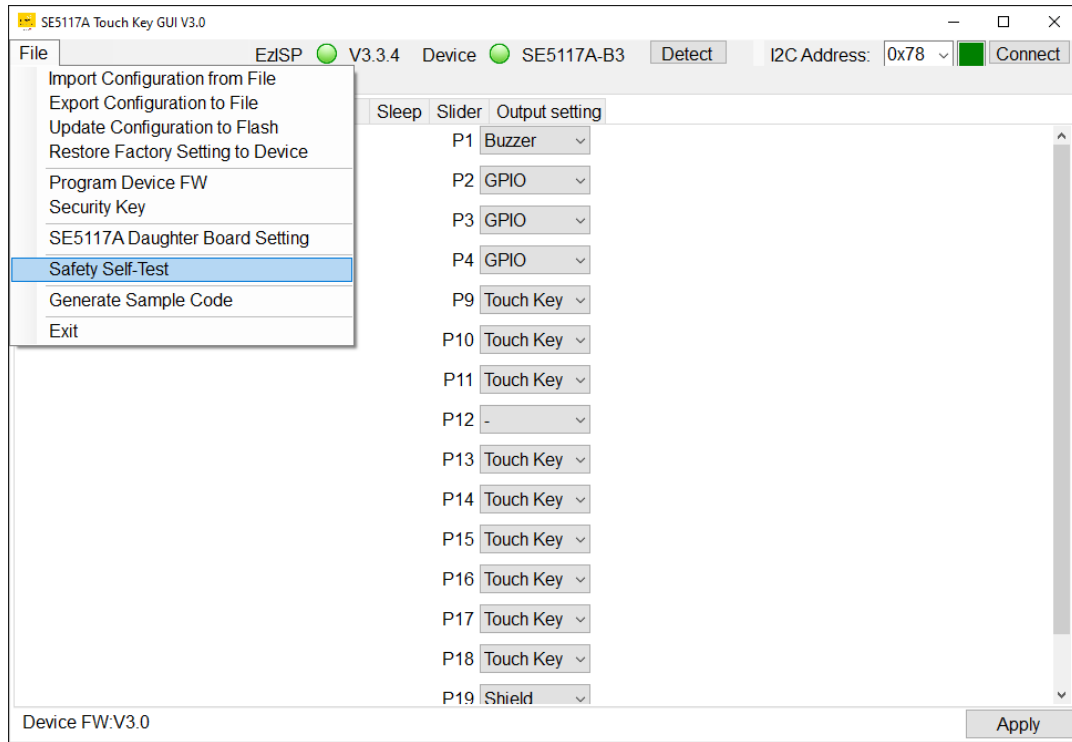 SE5117A Touch Key GUI V3.0
File EzISP V3.3.4 Device SE5117A-B3 Detect I2C Address: 0x78 Connect
Import Configuration from File
Export Configuration to File
Update Configuration to Flash
Restore Factory Setting to Device
Program Device FW
Security Key
SE5117A Daughter Board Setting
Safety Self-Test
Generate Sample Code
Exit
Sleep Slider Output setting
P1 Buzzer
P2 GPIO
P3 GPIO
P4 GPIO
P9 Touch Key
P10 Touch Key
P11 Touch Key
P12 -
P13 Touch Key
P14 Touch Key
P15 Touch Key
P16 Touch Key
P17 Touch Key
P18 Touch Key
P19 Shield
Device FW:V3.0 Apply